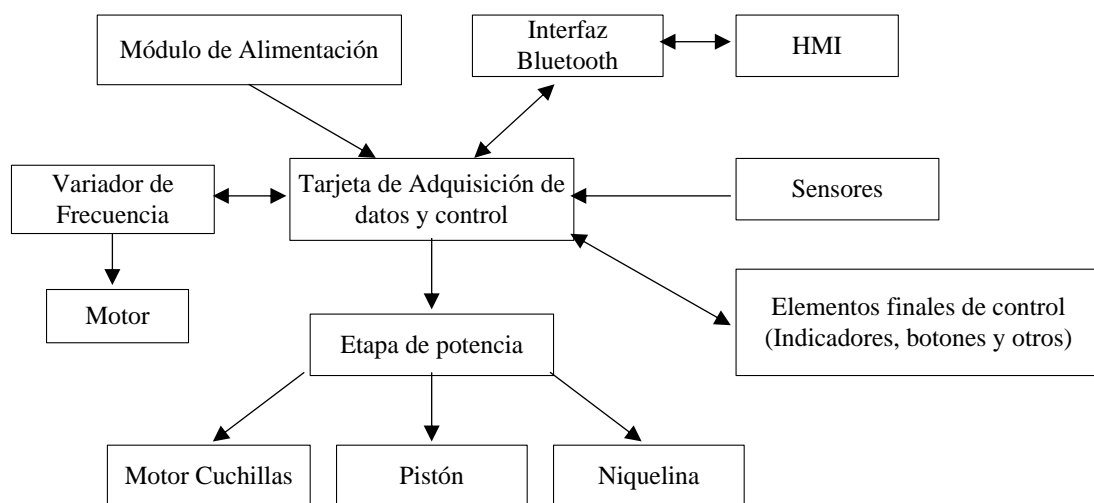 Módulo de Alimentación
Interfaz
Bluetooth
HMI
Variador de
Frecuencia
Tarjeta de Adquisición de
datos y control
Sensores
Motor
Elementos finales de control
(Indicadores, botones y otros)
Etapa de potencia
Motor Cuchillas
Pistón
Niquelina